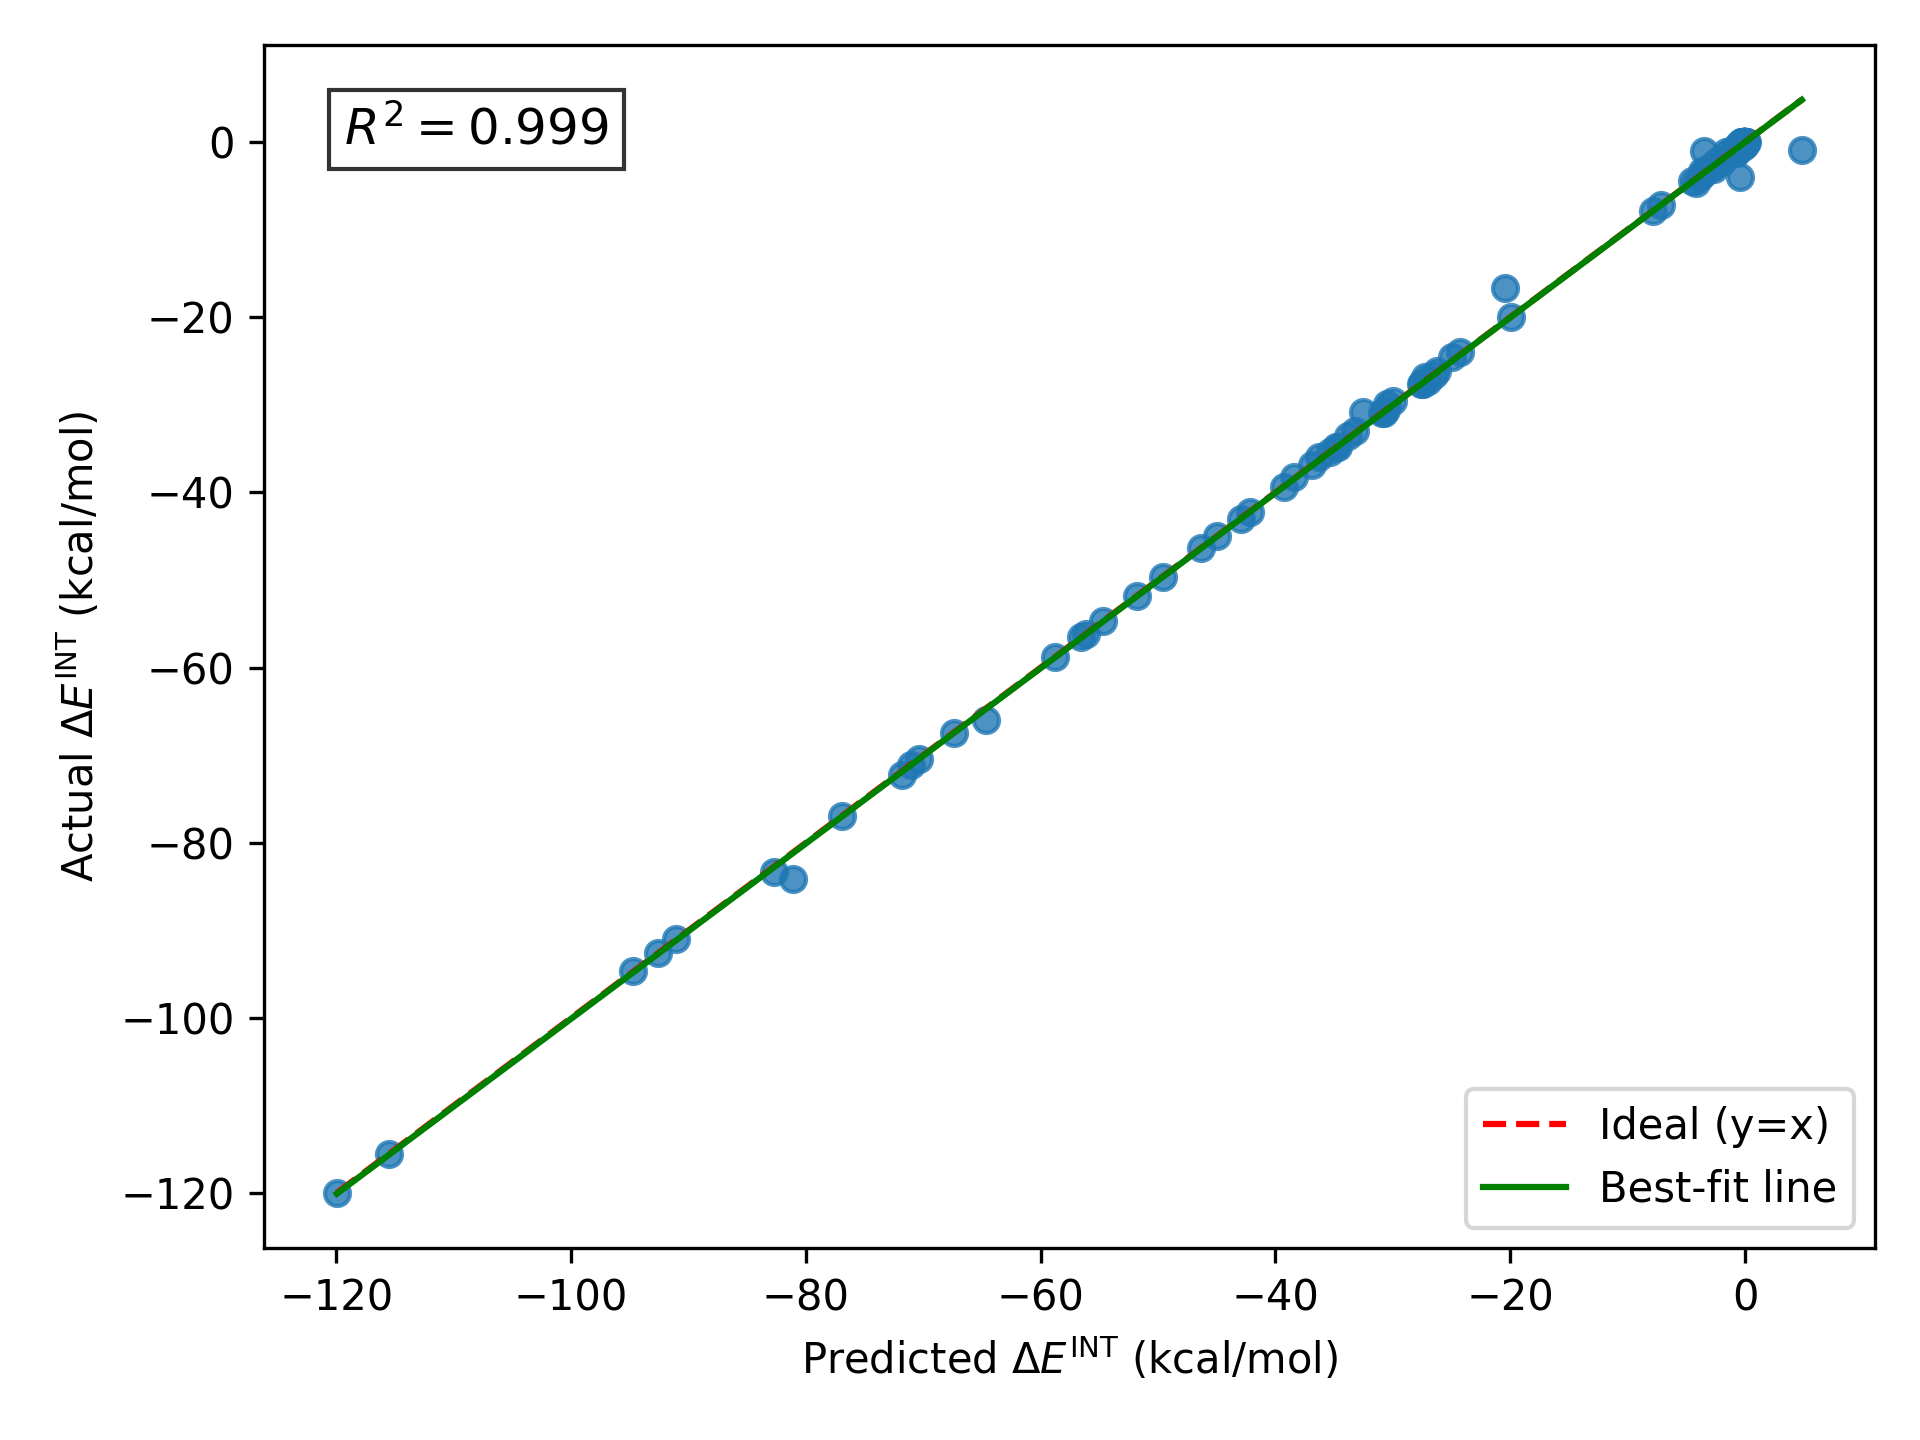 R² = 0.999
0
−20
−40
−60
−80
−100
−120
Actual ΔE^INT (kcal/mol)
Ideal (y=x)
Best-fit line
−120 −100 −80 −60 −40 −20 0
Predicted ΔE^INT (kcal/mol)